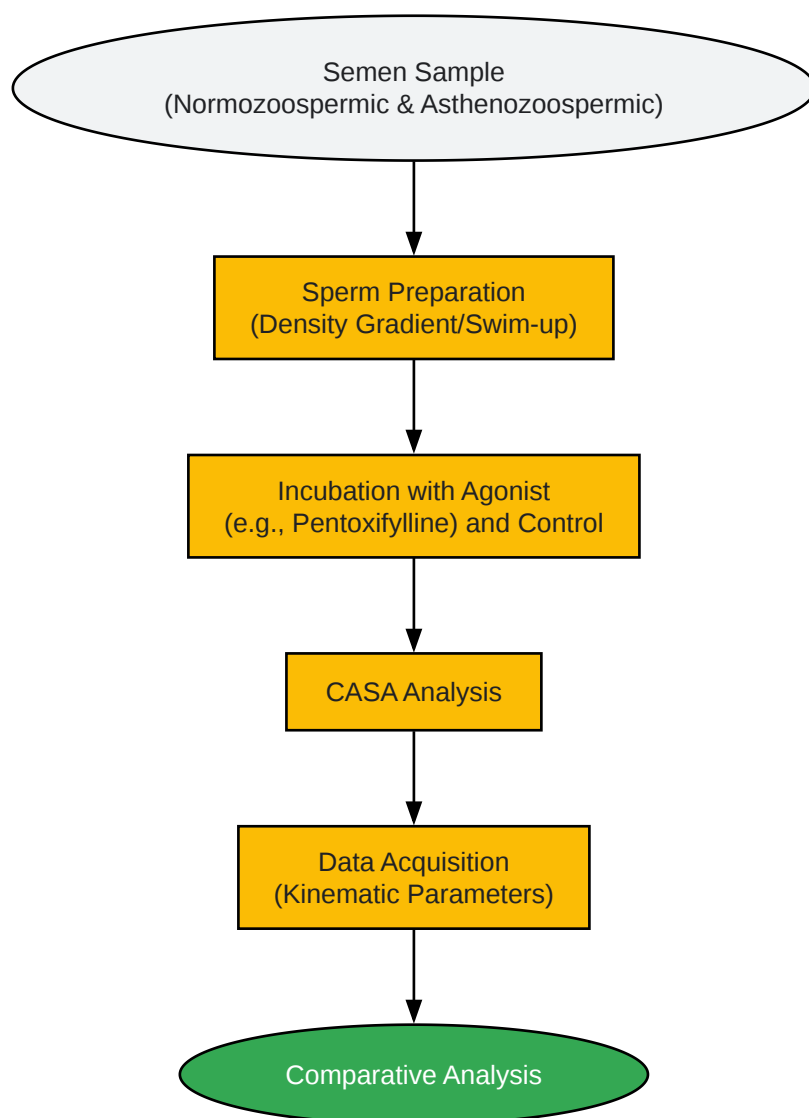 Semen Sample
(Normozoospermic & Asthenozoospermic)
Sperm Preparation
(Density Gradient/Swim-up)
Incubation with Agonist
(e.g., Pentoxifylline) and Control
CASA Analysis
Data Acquisition
(Kinematic Parameters)
Comparative Analysis